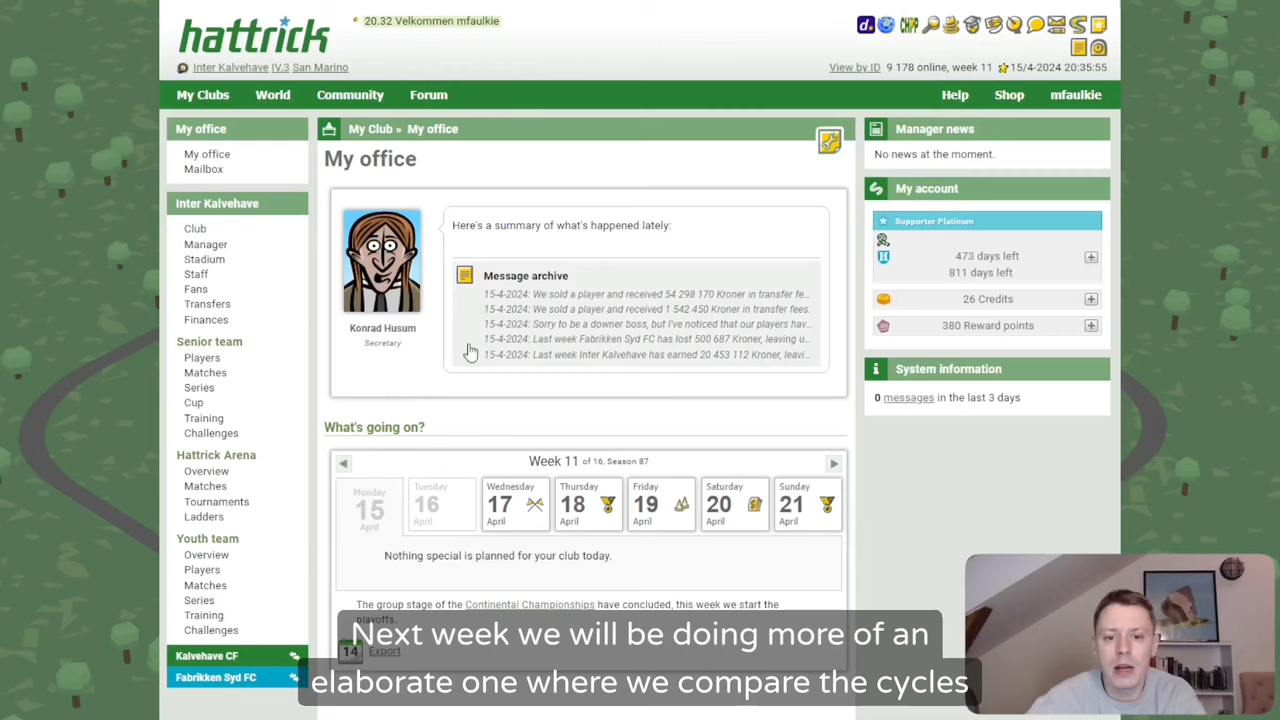 hattrick
20.32 Velkommen mfaulkie
CHPP
Inter Kalvehave IV.3 San Marino
View by ID 9 178 online, week 11 15/4-2024 20:35:55
My Clubs World Community Forum Help Shop mfaulkie
My office
My office
Mailbox
Inter Kalvehave
Club
Manager
Stadium
Staff
Fans
Transfers
Finances
Senior team
Players
Matches
Series
Cup
Training
Challenges
Hattrick Arena
Overview
Matches
Tournaments
Ladders
Youth team
Overview
Players
Matches
Series
Training
Challenges
Kalvehave CF
Fabrikken Syd FC
My Club » My office
My office
Konrad Husum
Secretary
Here's a summary of what's happened lately:
Message archive
15-4-2024: We sold a player and received 54 298 170 Kroner in transfer fe...
15-4-2024: We sold a player and received 1 542 450 Kroner in transfer fees.
15-4-2024: Sorry to be a downer boss, but I've noticed that our players hav...
15-4-2024: Last week Fabrikken Syd FC has lost 500 687 Kroner, leaving u...
15-4-2024: Last week Inter Kalvehave has earned 20 453 112 Kroner, leavi...
What's going on?
Week 11 of 16, Season 87
Monday 15 April
Tuesday 16 April
Wednesday 17 April
Thursday 18 April
Friday 19 April
Saturday 20 April
Sunday 21 April
Nothing special is planned for your club today.
The group stage of the Continental Championships have concluded, this week we start the
playoffs.
14 Export
Manager news
No news at the moment.
My account
Supporter Platinum
473 days left
811 days left
26 Credits
380 Reward points
System information
0 messages in the last 3 days
Next week we will be doing more of an
elaborate one where we compare the cycles